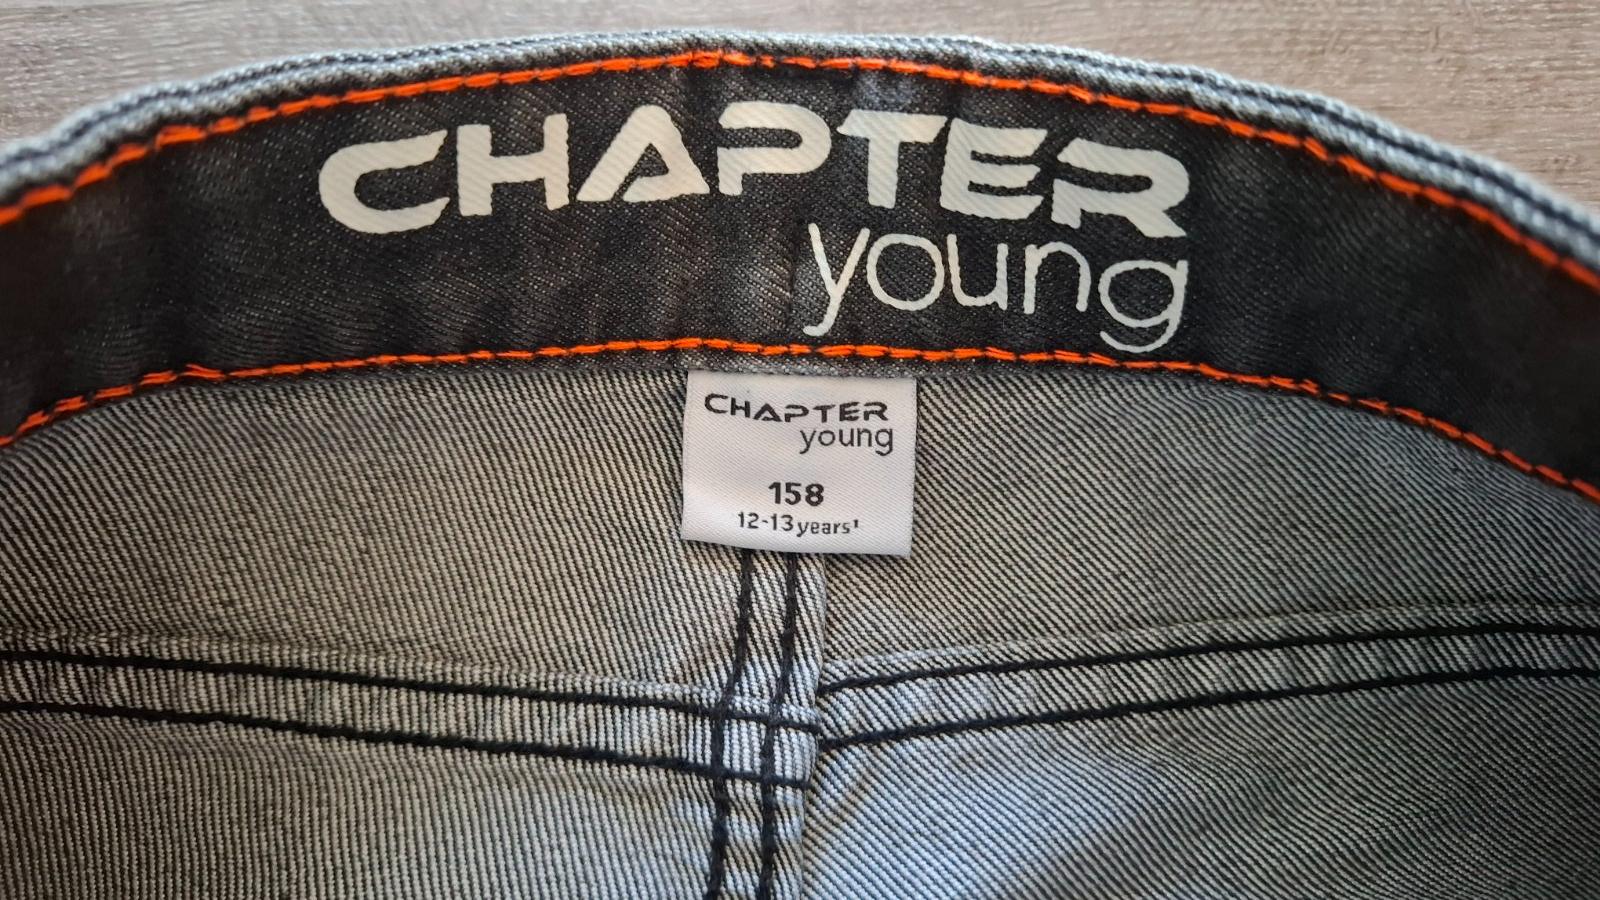 CHAPTER
young
CHAPTER
young
158
12-13 years¹